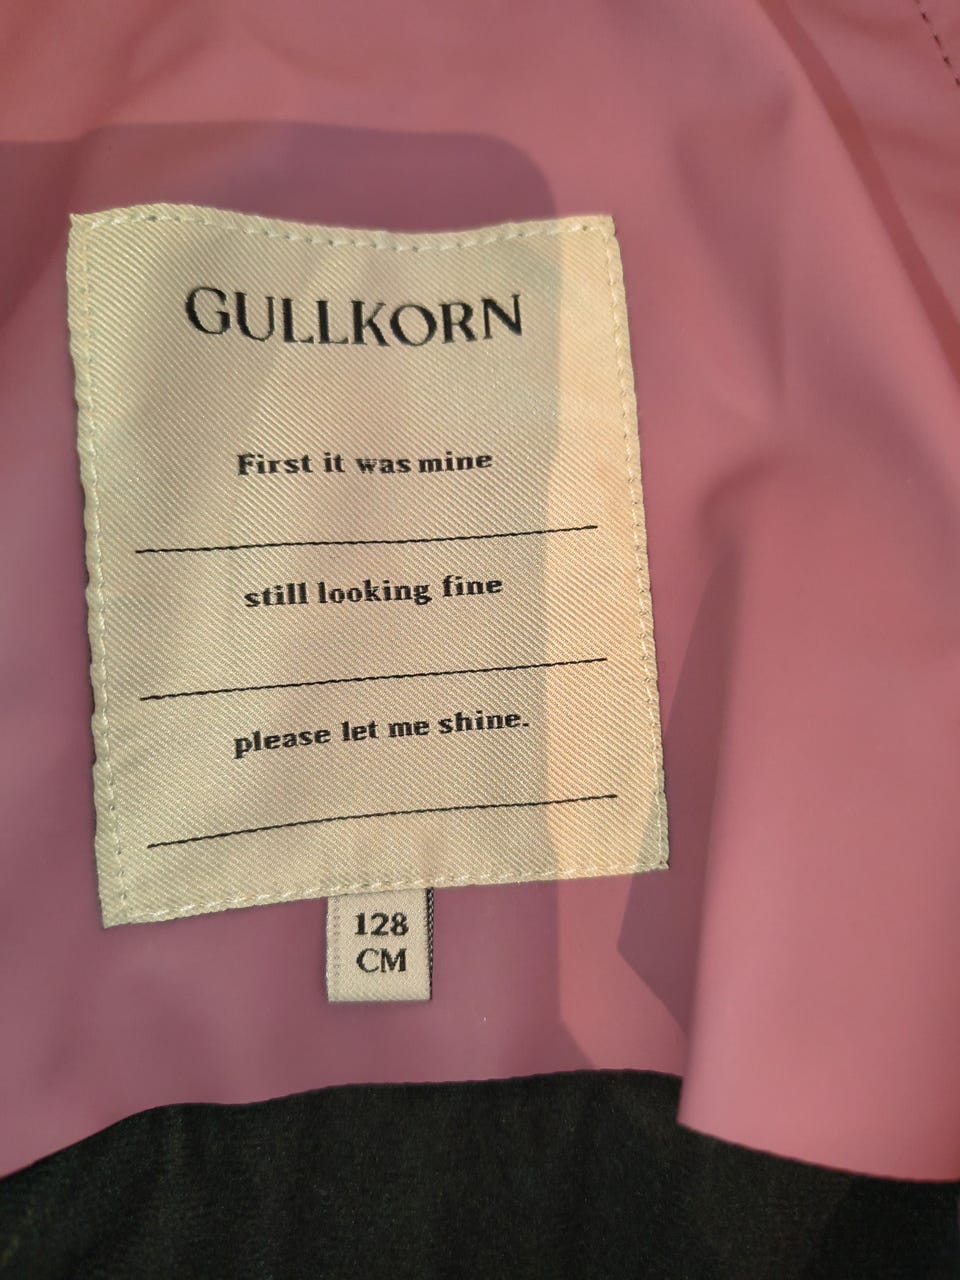 GULLKORN
First it was mine
still looking fine
please let me shine.
128
CM